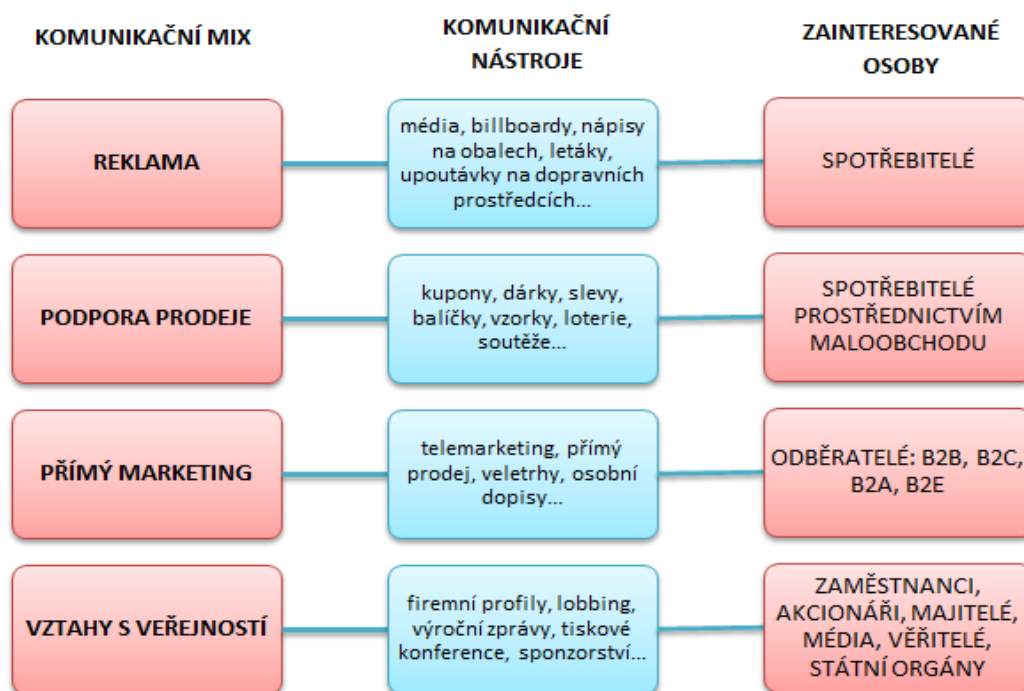 KOMUNIKAČNÍ MIX
KOMUNIKAČNÍ
NÁSTROJE
ZAINTERESOVANÉ
OSOBY
REKLAMA
média, billboardy, nápisy
na obalech, letáky,
upoutávky na dopravních
prostředcích...
SPOTŘEBITELÉ
PODPORA PRODEJE
kupony, dárky, slevy,
balíčky, vzorky, loterie,
soutěže...
SPOTŘEBITELÉ
PROSTŘEDNICTVÍM
MALOOBCHODU
PŘÍMÝ MARKETING
telemarketing, přímý
prodej, veletrhy, osobní
dopisy...
ODBĚRATELÉ: B2B, B2C,
B2A, B2E
VZTAHY S VEŘEJNOSTÍ
firemní profily, lobbing,
výroční zprávy, tiskové
konference, sponzorství...
ZAMĚSTNANCI,
AKCIONÁŘI, MAJITELÉ,
MÉDIA, VĚŘITELÉ,
STÁTNÍ ORGÁNY